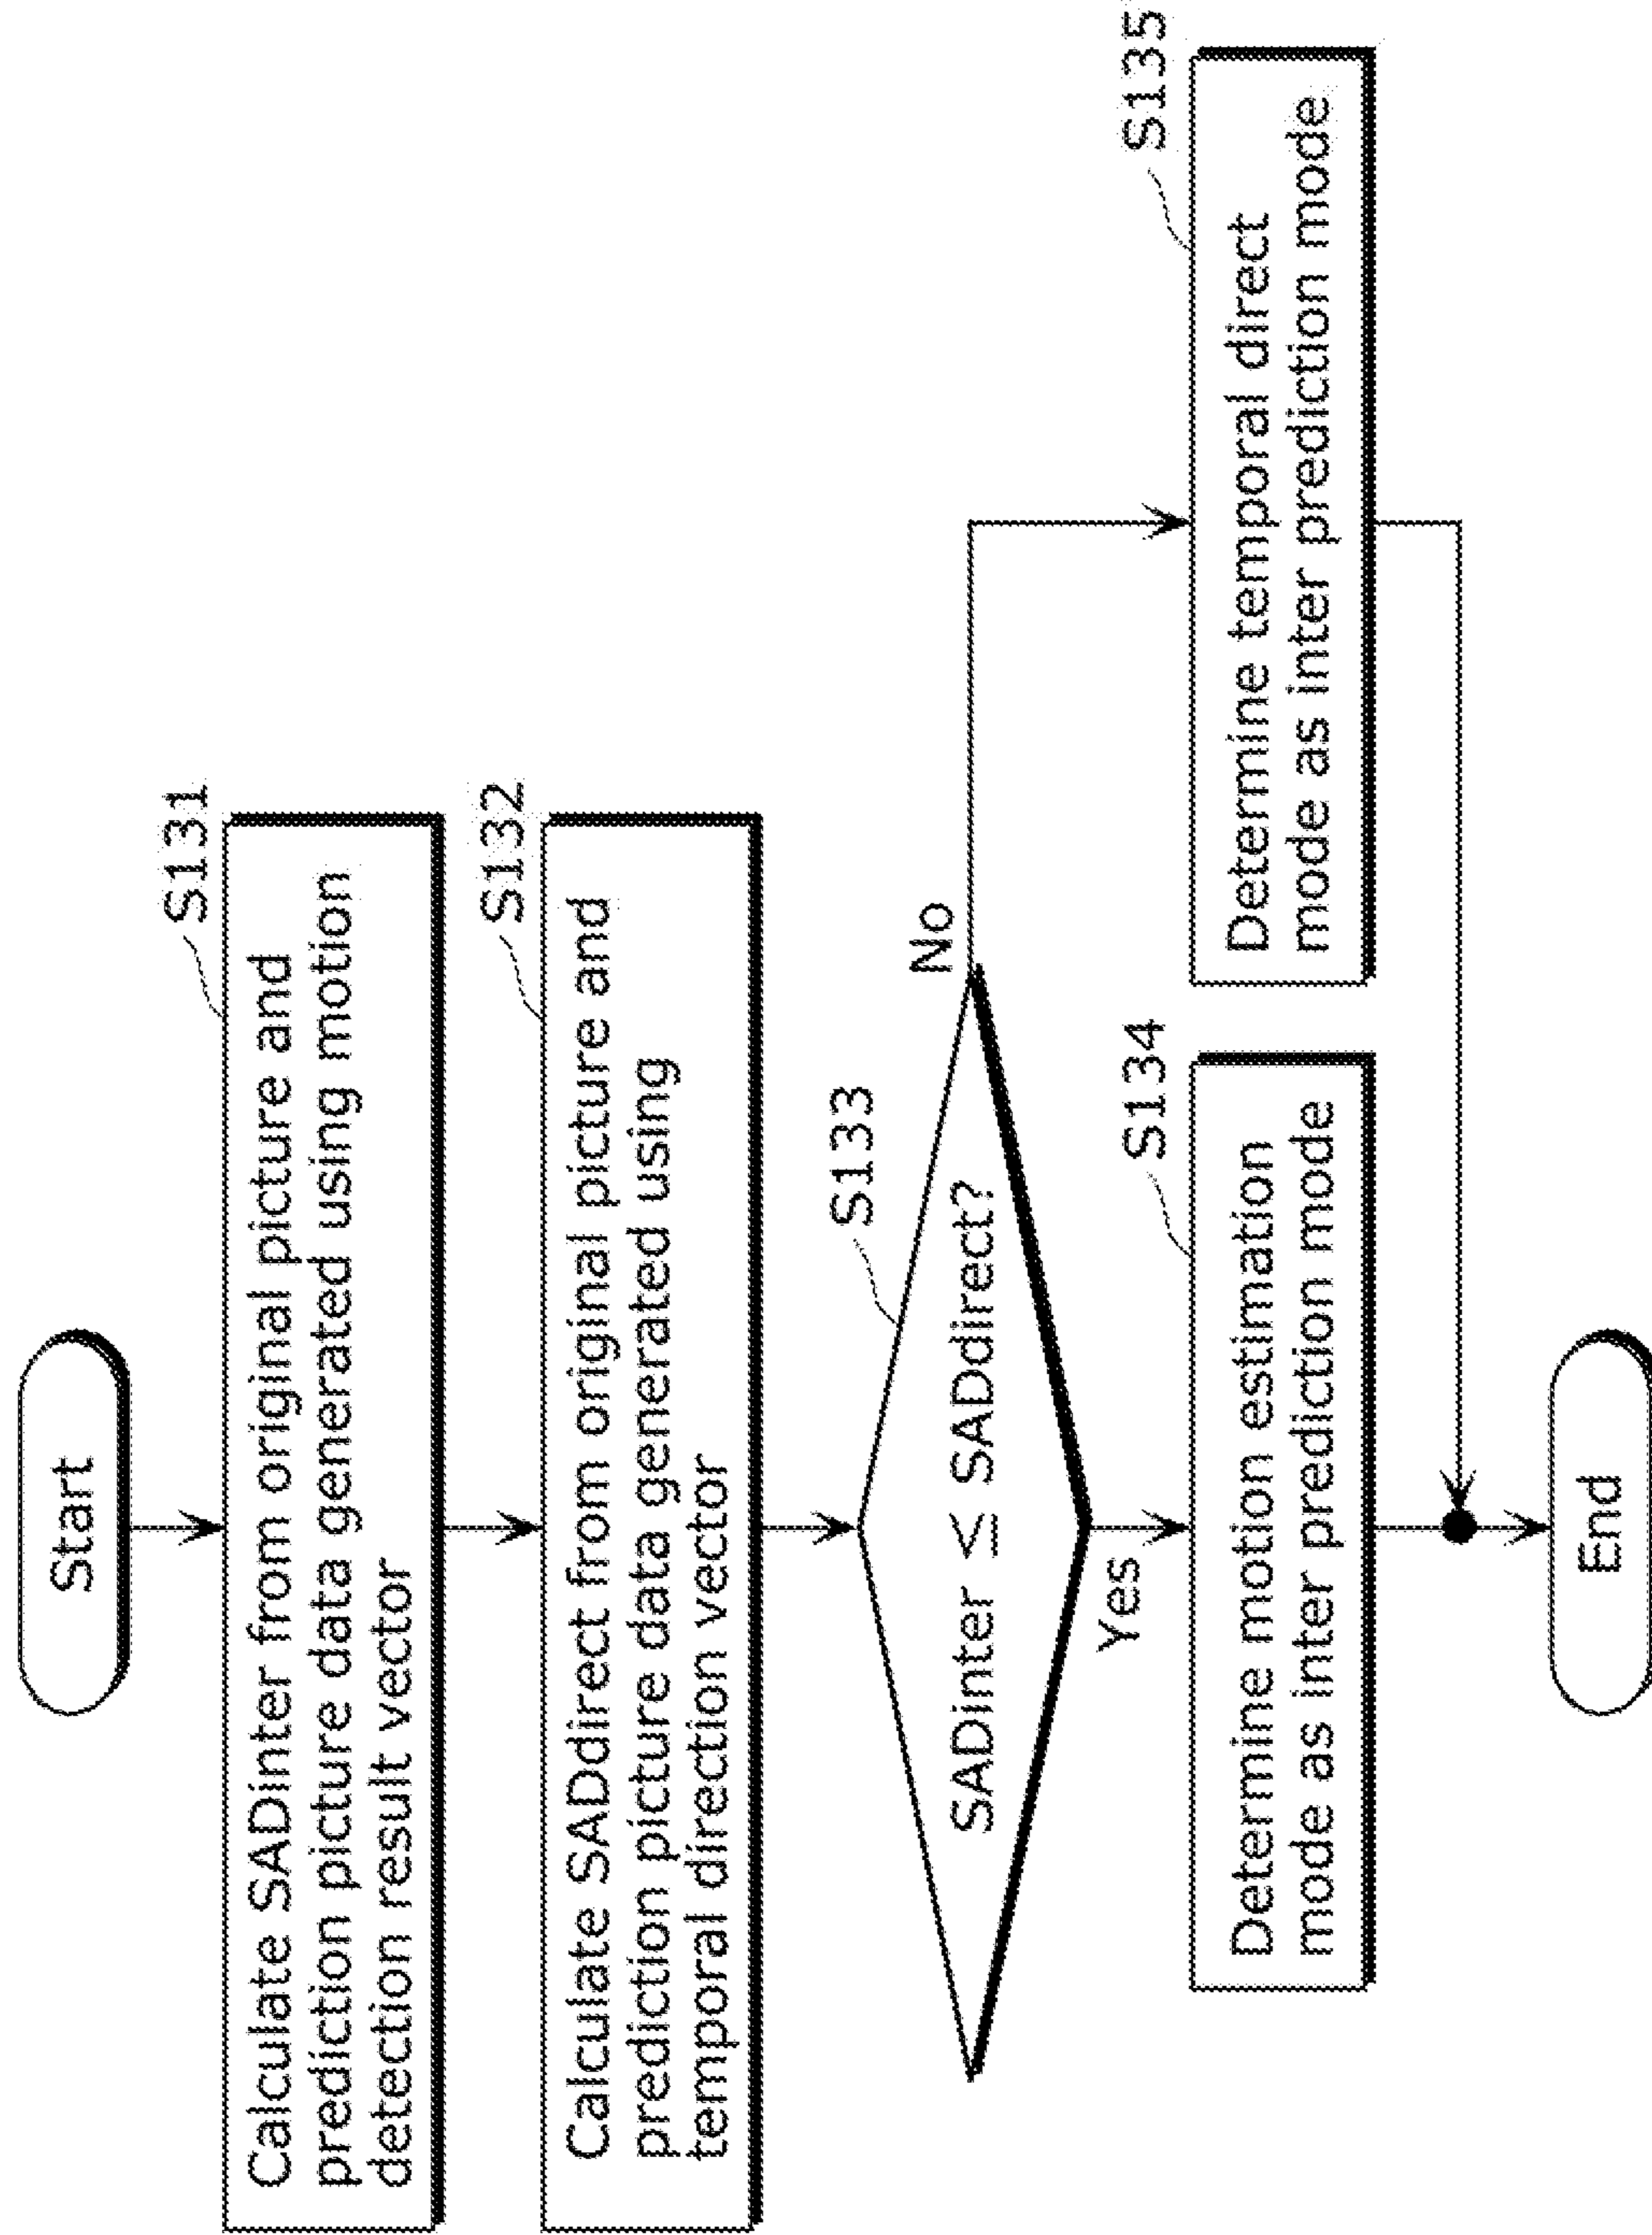 Start
S131
Calculate SADinter from original picture and
prediction picture data generated using motion
detection result vector
S132
Calculate SADdirect from original picture and
prediction picture data generated using
temporal direction vector
S133
SADinter ≤ SADdirect?
No
Yes
S134
Determine motion estimation
mode as inter prediction mode
S135
Determine temporal direct
mode as inter prediction mode
End